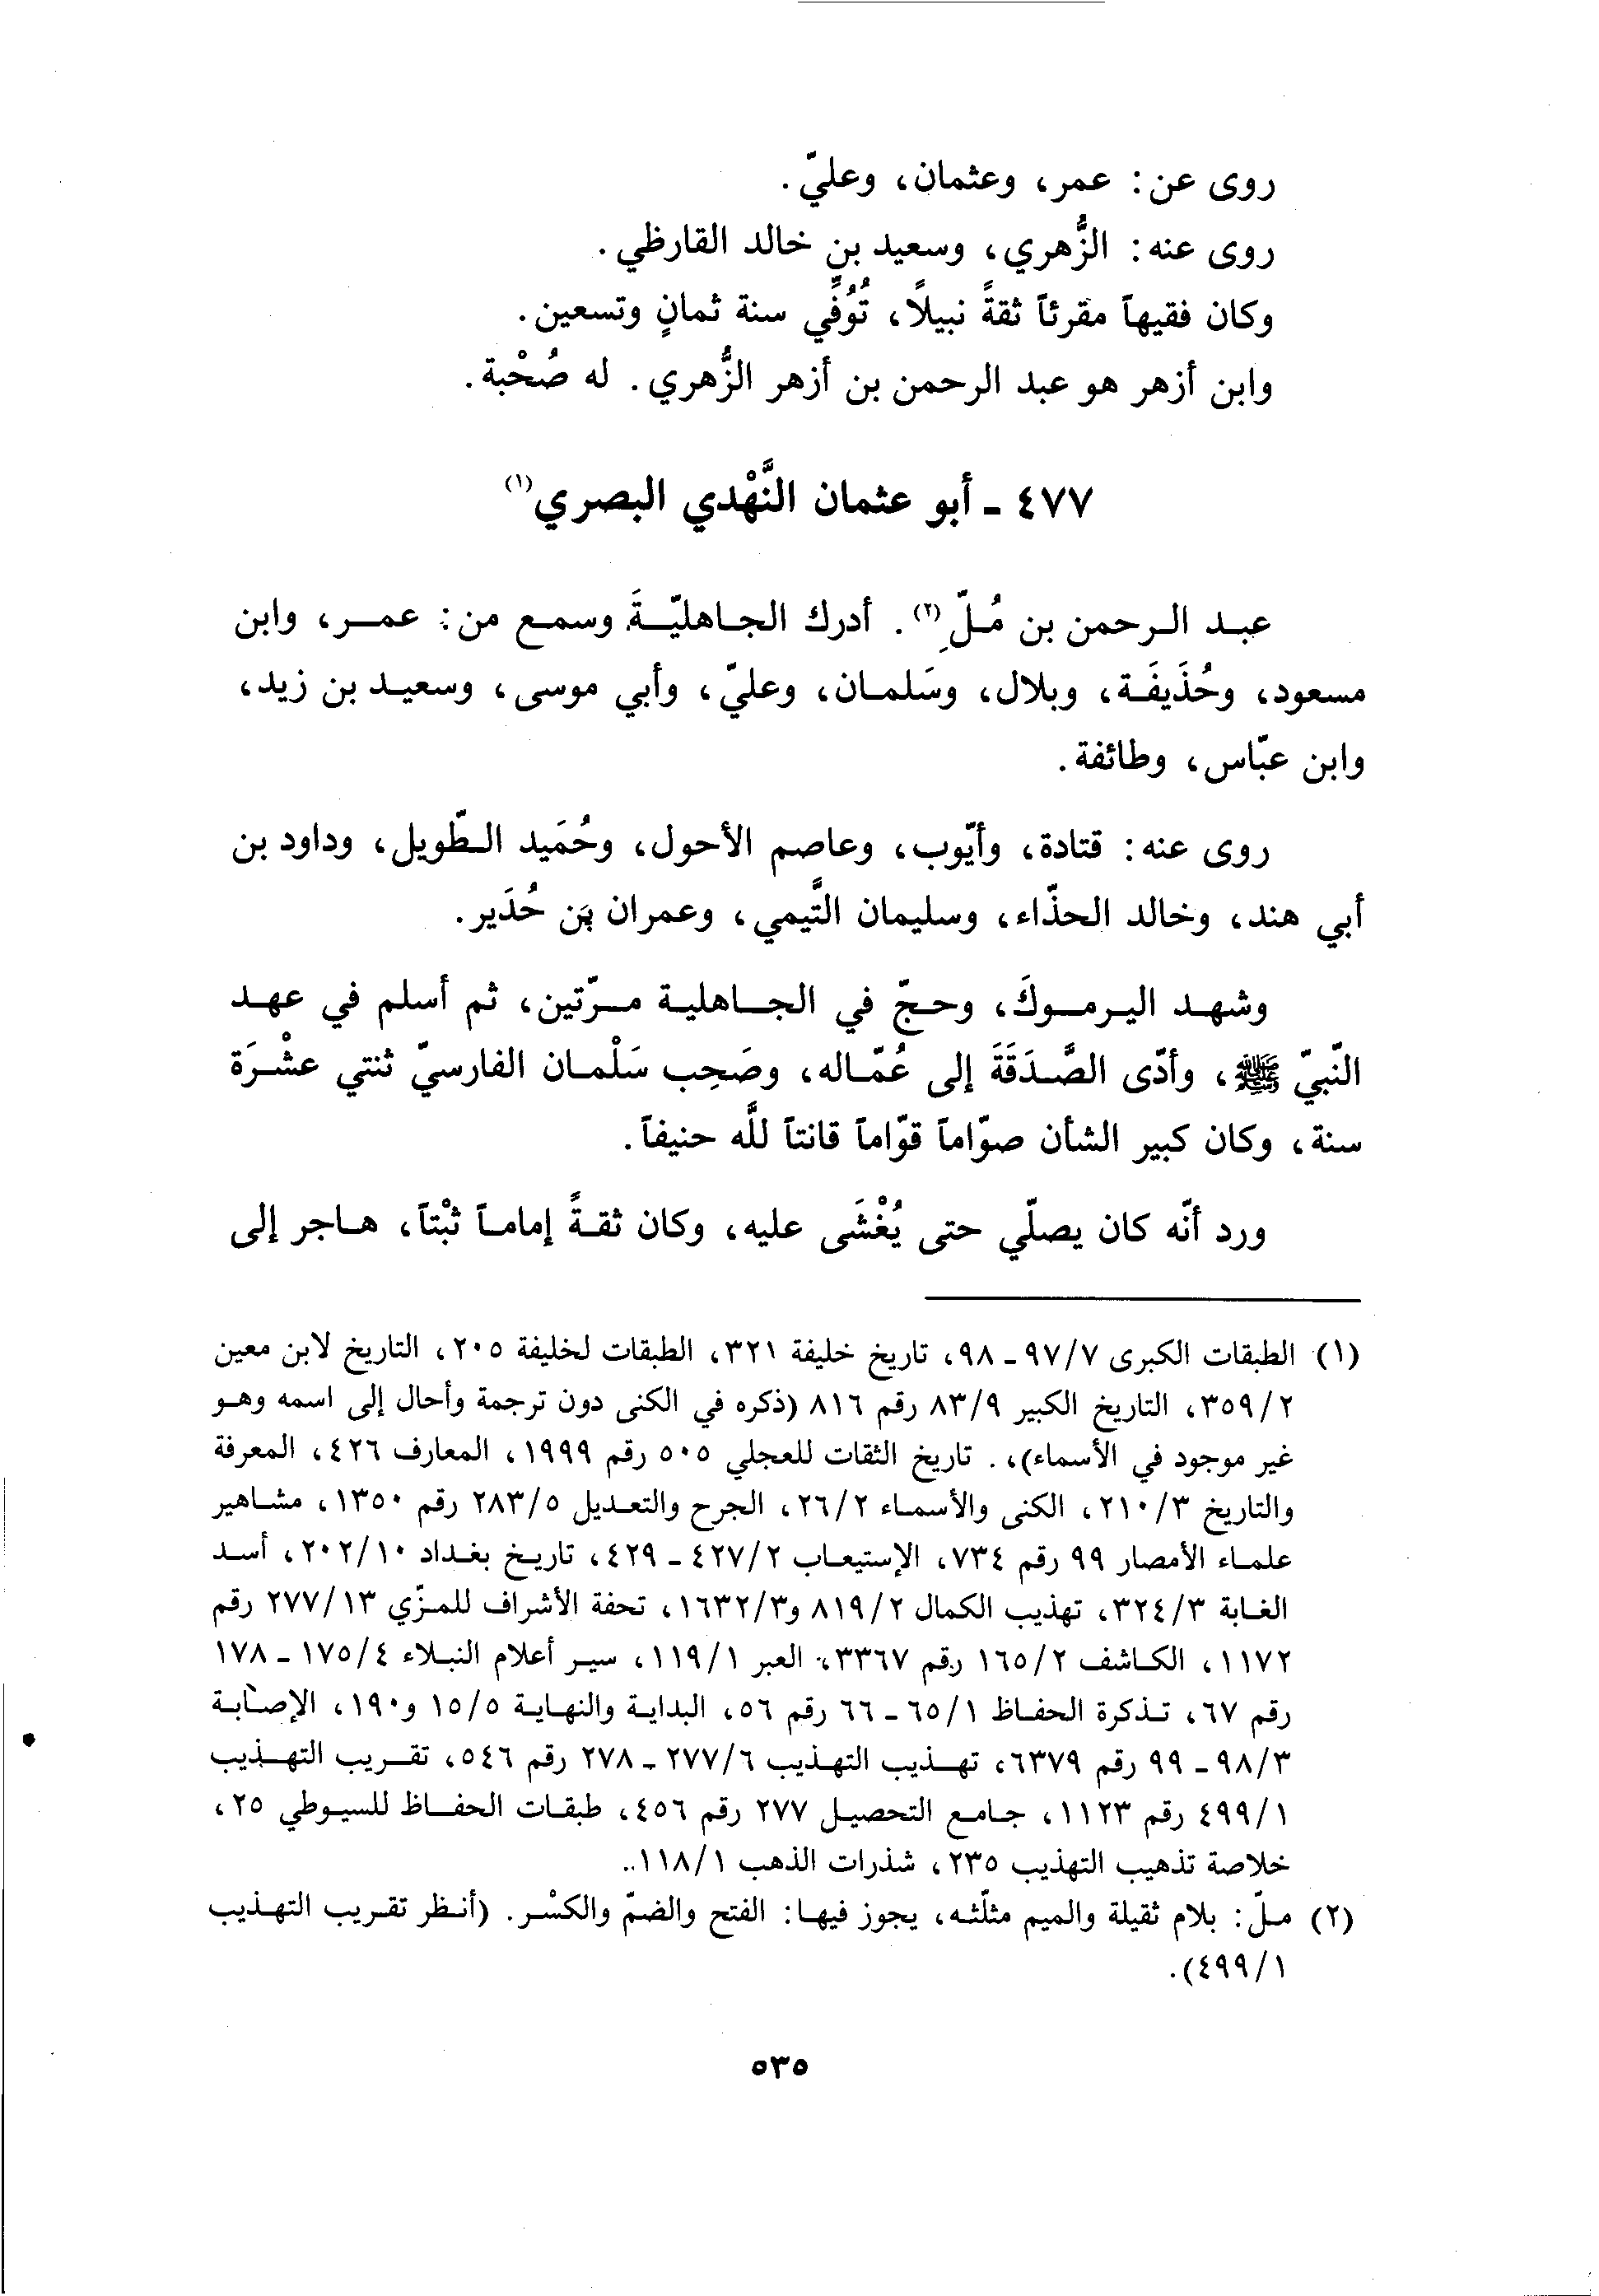 روى عن: عمر، وعثمان، وعليّ.
روى عنه: الزُّهري، وسعيد بن خالد القارظي.
وكان فقيهاً مقرئاً ثقةً نبيلاً، تُوُفِّي سنة ثمانٍ وتسعين.
وابن أزهر هو عبد الرحمن بن أزهر الزُّهري. له صُحْبة.
٤٧٧ ـ أبو عثمان النَّهْدي البصري(١)
عبد الرحمن بن مُلّ(٢). أدرك الجاهليّةَ وسمع من: عمر، وابن
مسعود، وحُذَيفَة، وبلال، وسَلمان، وعليّ، وأبي موسى، وسعيد بن زيد،
وابن عبّاس، وطائفة.
روى عنه: قتادة، وأيّوب، وعاصم الأحول، وحُمَيد الطّويل، وداود بن
أبي هند، وخالد الحذّاء، وسليمان التَّيمي، وعمران بن حُدَير.
وشهد اليرموكَ، وحجّ في الجاهلية مرّتين، ثم أسلم في عهد
النّبيّ ﷺ، وأدّى الصَّدَقَةَ إلى عُمّاله، وصَحِب سَلْمان الفارسيّ ثنتي عشْرَة
سنة، وكان كبير الشأن صوّاماً قوّاماً قانتاً للَّه حنيفاً.
ورد أنّه كان يصلّي حتى يُغْشَى عليه، وكان ثقةً إماماً ثبْتاً، هاجر إلى
(١) الطبقات الكبرى ٩٧/٧ ـ ٩٨، تاريخ خليفة ٣٢١، الطبقات لخليفة ٢٠٥، التاريخ لابن معين
٣٥٩/٢، التاريخ الكبير ٨٣/٩ رقم ٨١٦ (ذكره في الكنى دون ترجمة وأحال إلى اسمه وهو
غير موجود في الأسماء)،. تاريخ الثقات للعجلي ٥٠٥ رقم ١٩٩٩، المعارف ٤٢٦، المعرفة
والتاريخ ٢١٠/٣، الكنى والأسماء ٢٦/٢، الجرح والتعديل ٢٨٣/٥ رقم ١٣٥٠، مشاهير
علماء الأمصار ٩٩ رقم ٧٣٤، الإستيعاب ٤٢٧/٢ ـ ٤٢٩، تاريخ بغداد ٢٠٢/١٠، أسد
الغابة ٣٢٤/٣، تهذيب الكمال ٨١٩/٢ و١٦٣٢/٣، تحفة الأشراف للمزّي ٢٧٧/١٣ رقم
١١٧٢، الكاشف ١٦٥/٢ رقم ٣٣٦٧، العبر ١١٩/١، سير أعلام النبلاء ١٧٥/٤ ـ ١٧٨
رقم ٦٧، تذكرة الحفاظ ٦٥/١ ـ ٦٦ رقم ٥٦، البداية والنهاية ١٥/٥ و١٩٠، الإصابة
٩٨/٣ ـ ٩٩ رقم ٦٣٧٩، تهذيب التهذيب ٢٧٧/٦ ـ ٢٧٨ رقم ٥٤٦، تقريب التهذيب
٤٩٩/١ رقم ١١٢٣، جامع التحصيل ٢٧٧ رقم ٤٥٦، طبقات الحفاظ للسيوطي ٢٥،
خلاصة تذهيب التهذيب ٢٣٥، شذرات الذهب ١١٨/١..
(٢) ملّ: بلام ثقيلة والميم مثلّثه، يجوز فيها: الفتح والضمّ والكسْر. (أنظر تقريب التهذيب
٤٩٩/١).
٥٣٥